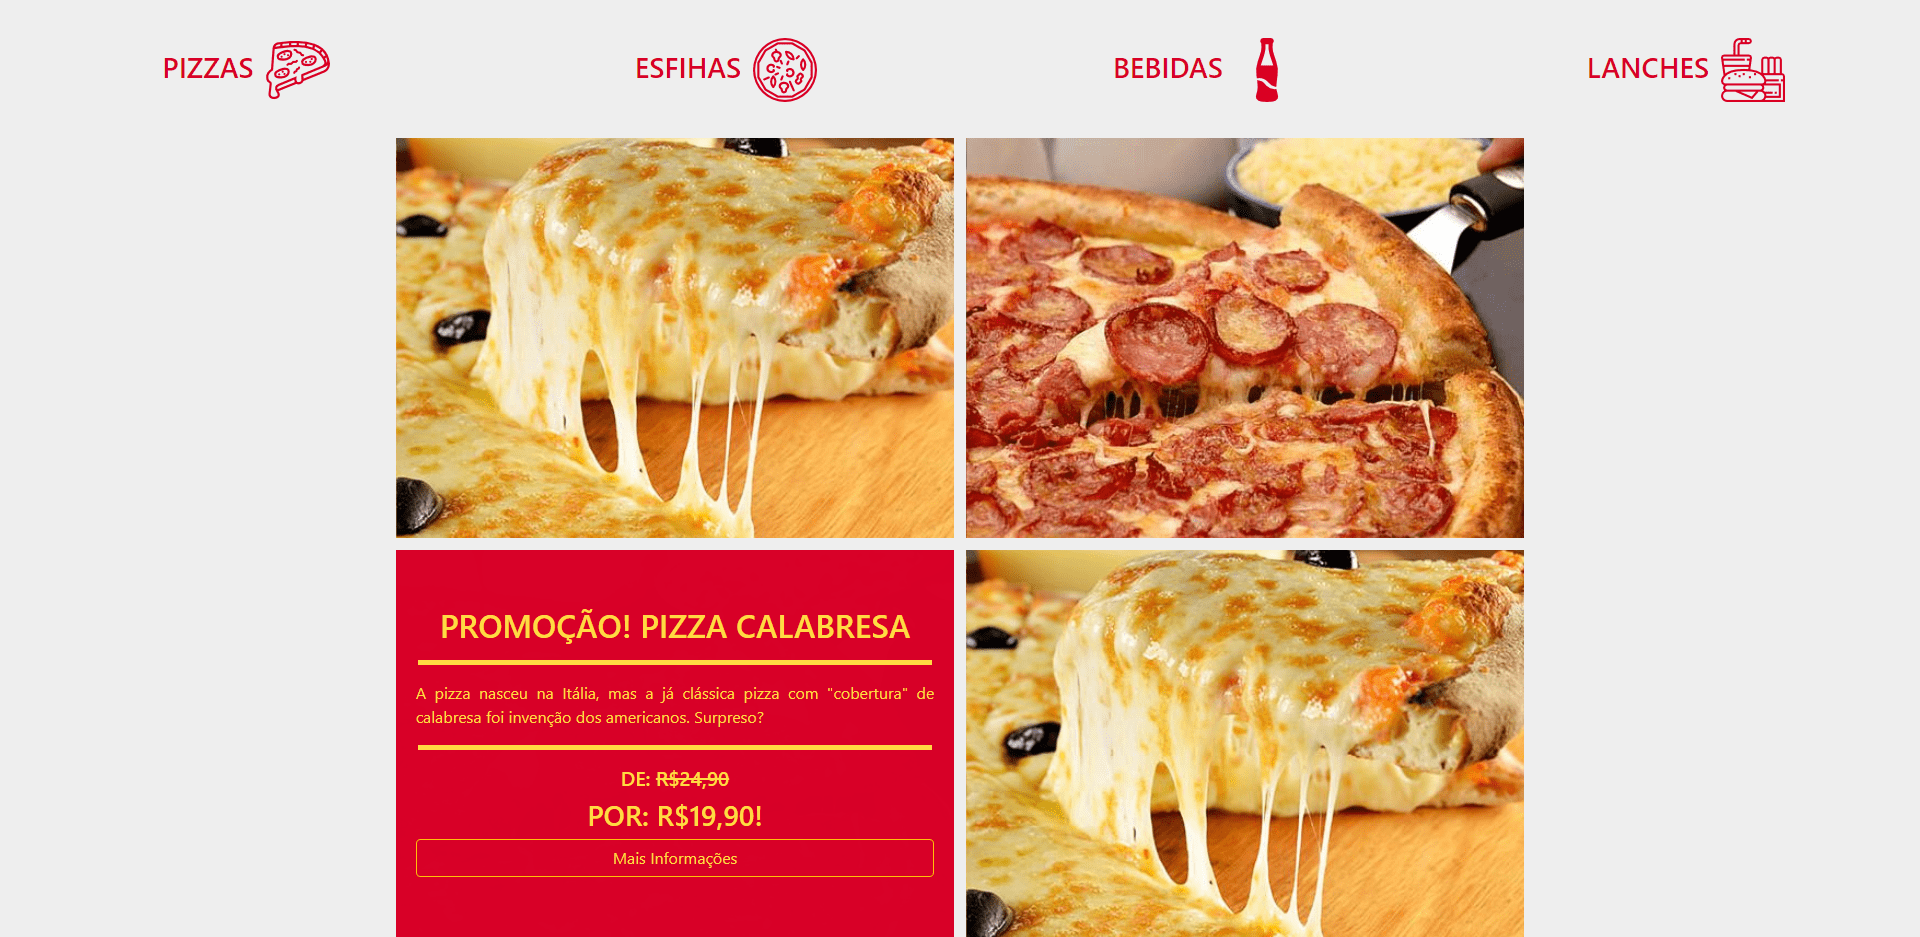 PIZZAS
ESFIHAS
BEBIDAS
LANCHES
PROMOÇÃO! PIZZA CALABRESA
A pizza nasceu na Itália, mas a já clássica pizza com "cobertura" de
calabresa foi invenção dos americanos. Surpreso?
DE: R$24,90
POR: R$19,90!
Mais Informações